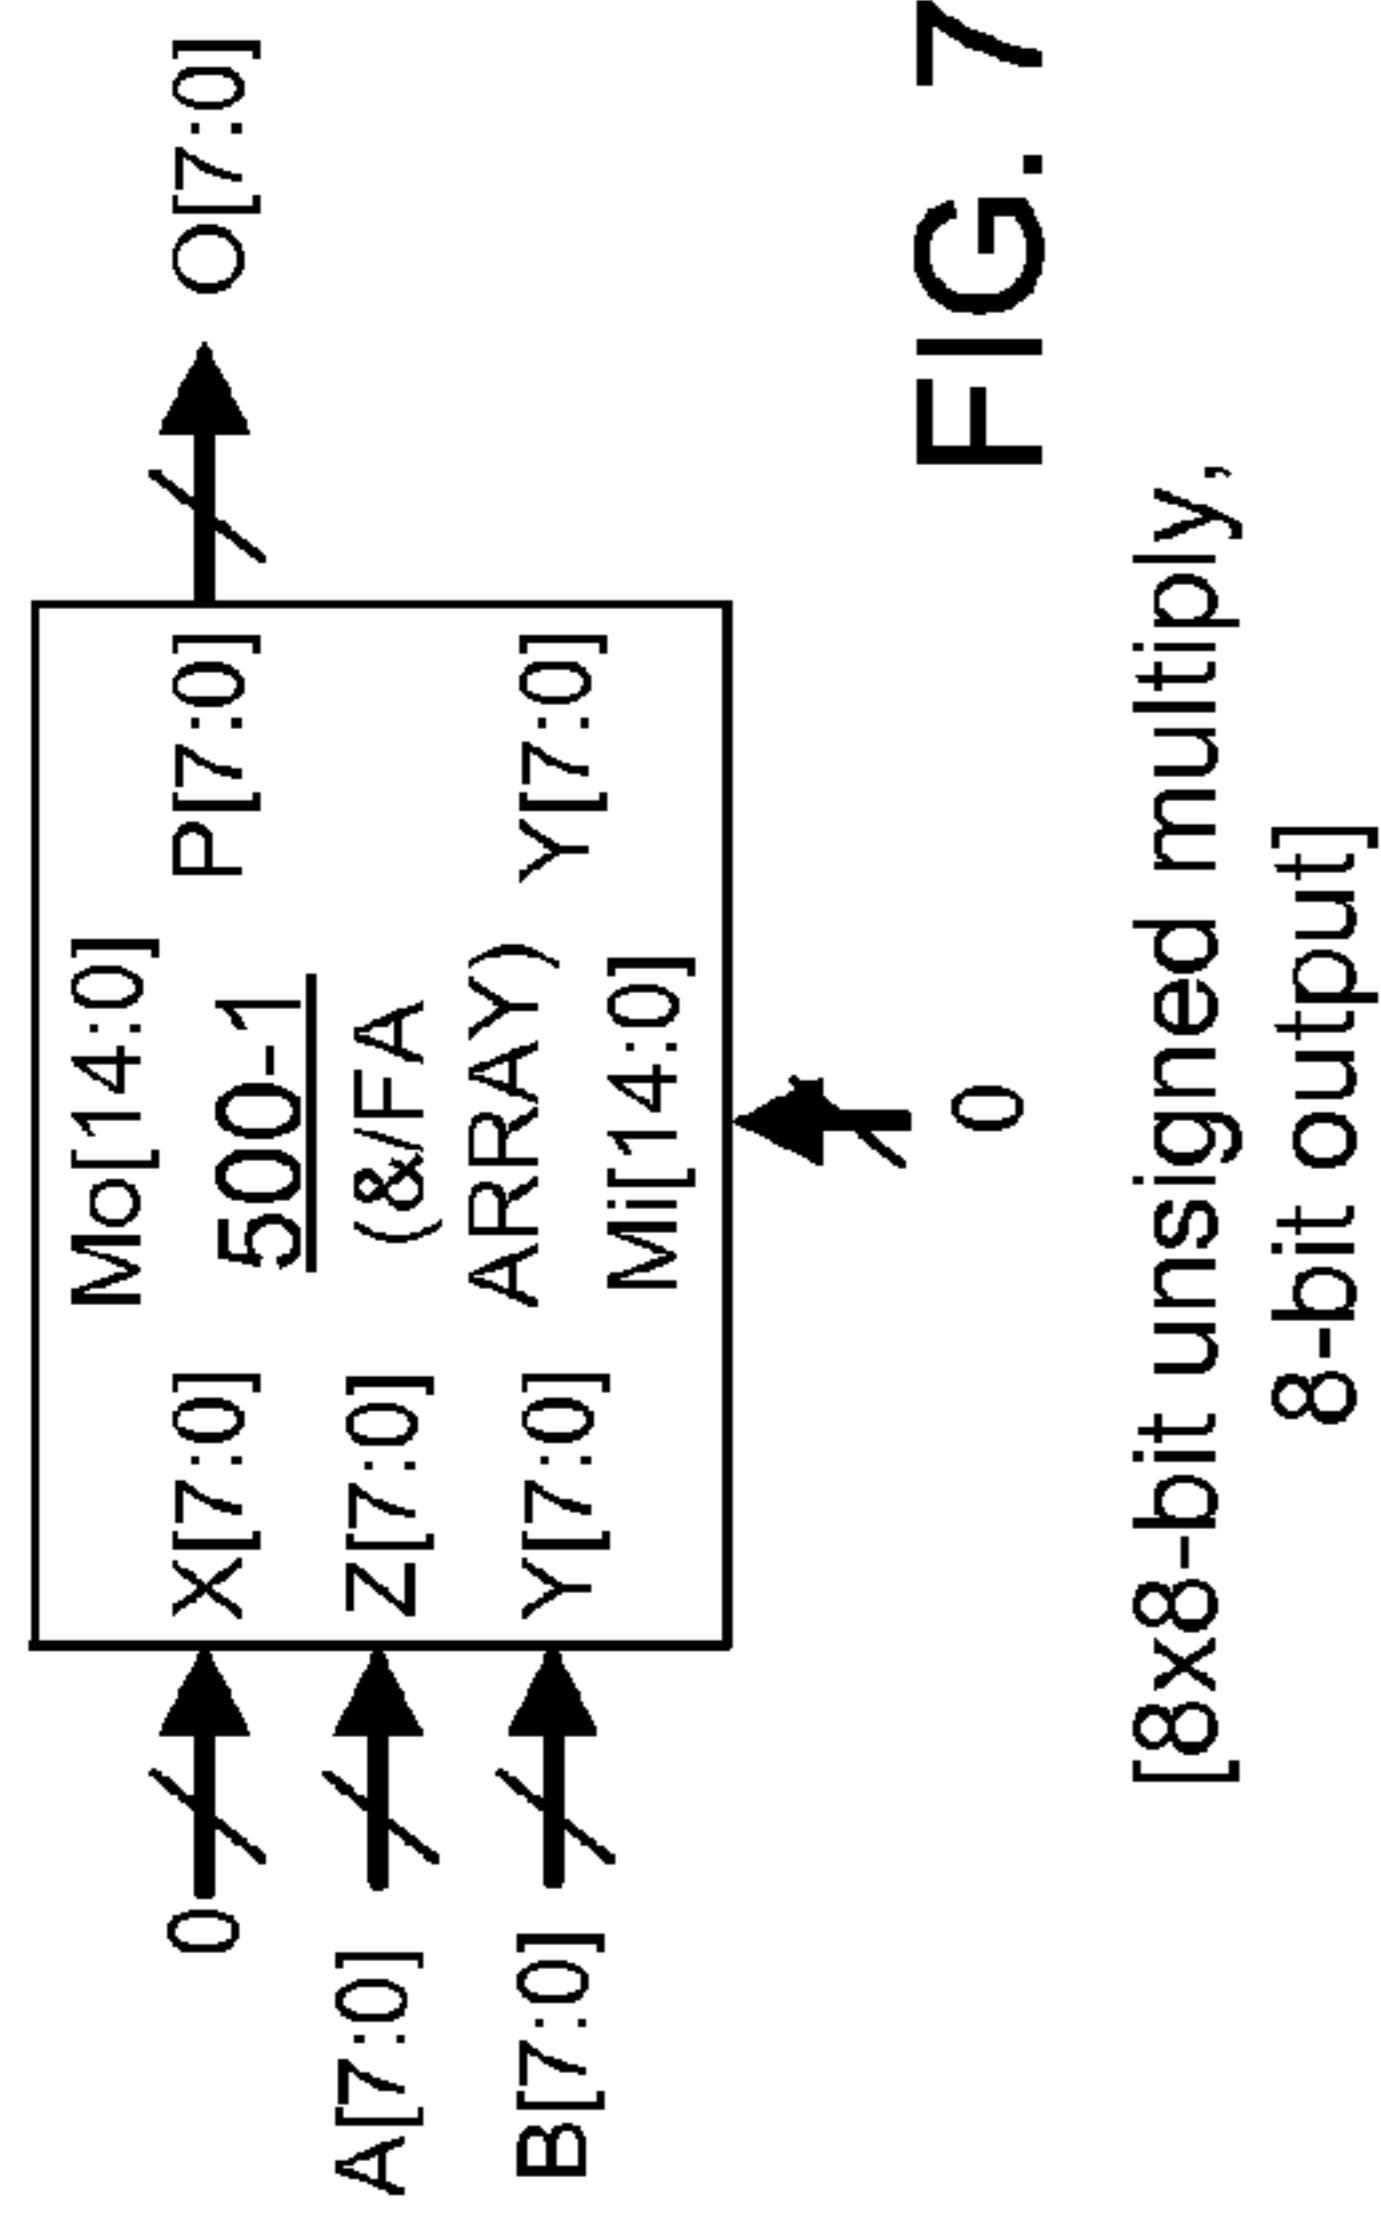 Mo[14:0]
0
X[7:0]
P[7:0]
O[7:0]
500-1
A[7:0]
Z[7:0]
(&/FA
ARRAY)
B[7:0]
Y[7:0]
Y[7:0]
Mi[14:0]
0
FIG. 7
[8x8-bit unsigned multiply,
8-bit output]